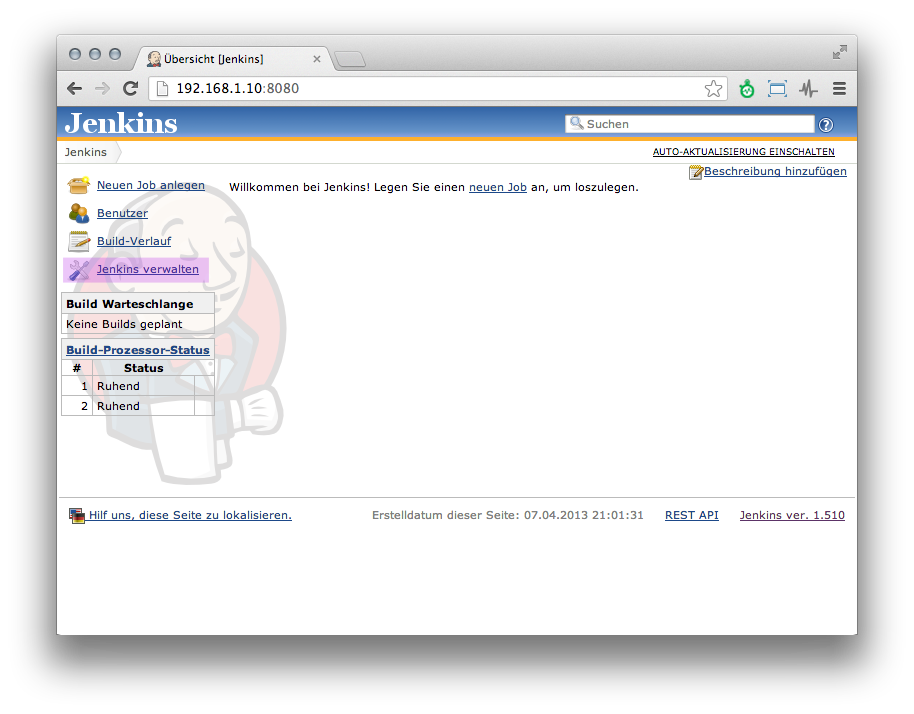 Übersicht [Jenkins]
192.168.1.10:8080
Jenkins
Suchen
Jenkins
AUTO-AKTUALISIERUNG EINSCHALTEN
Beschreibung hinzufügen
Neuen Job anlegen
Benutzer
Build-Verlauf
Jenkins verwalten
Willkommen bei Jenkins! Legen Sie einen neuen Job an, um loszulegen.
Build Warteschlange
Keine Builds geplant
Build-Prozessor-Status
# Status
1 Ruhend
2 Ruhend
Hilf uns, diese Seite zu lokalisieren. Erstelldatum dieser Seite: 07.04.2013 21:01:31 REST API Jenkins ver. 1.510